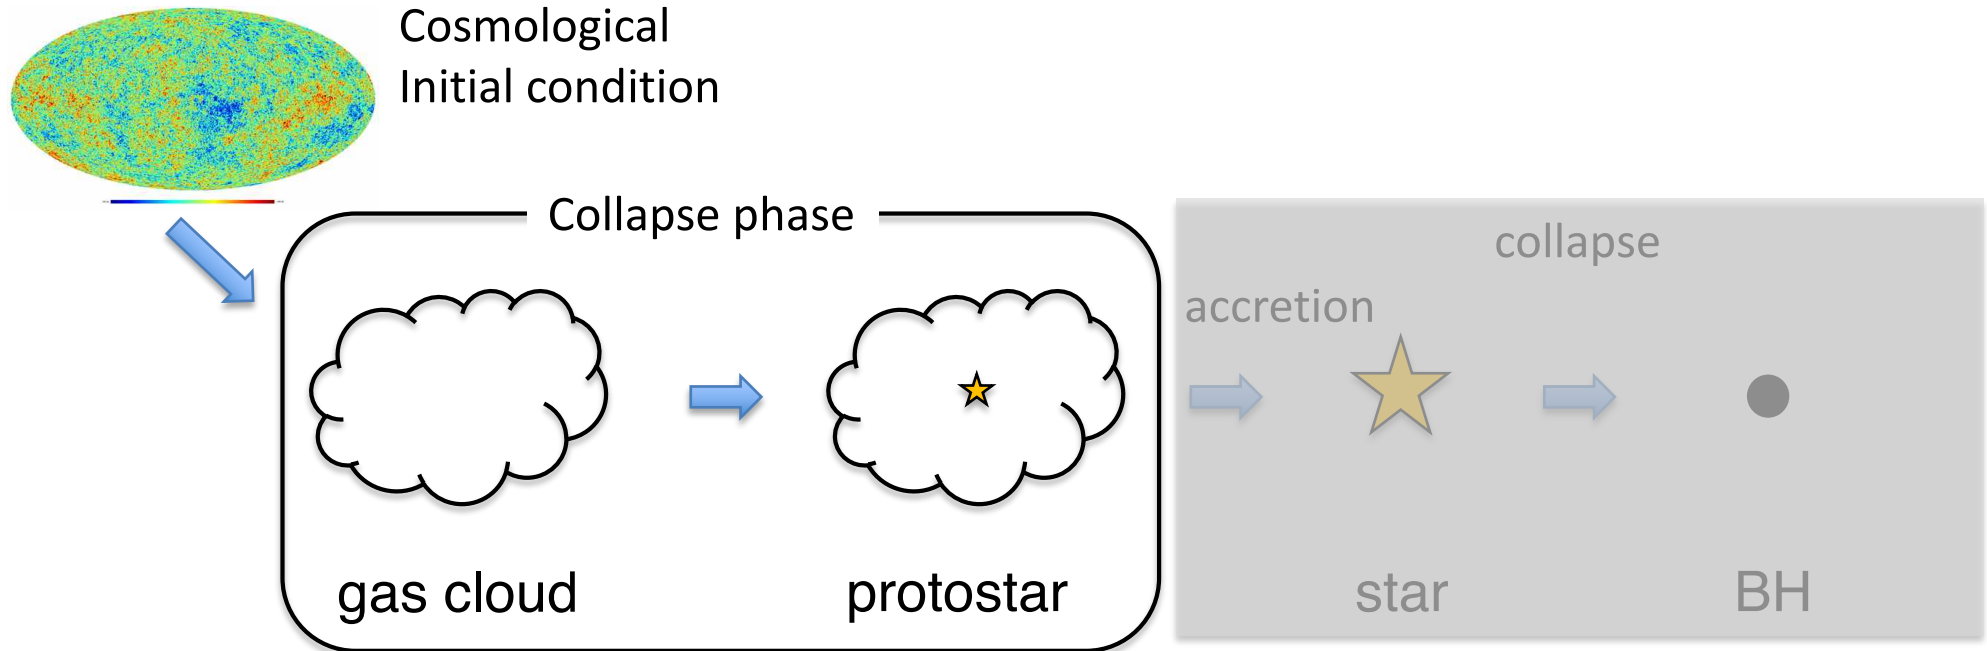 Cosmological
Initial condition
Collapse phase
collapse
accretion
gas cloud
protostar
star
BH